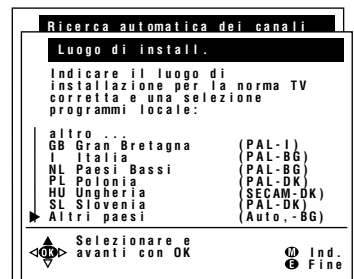 Ricerca automatica dei canali
Luogo di install.
Indicare il luogo di
installazione per la norma TV
corretta e una selezione
programmi locale:
altro ...
GB Gran Bretagna (PAL-I)
I Italia (PAL-BG)
NL Paesi Bassi (PAL-BG)
PL Polonia (PAL-DK)
HU Ungheria (SECAM-DK)
SL Slovenia (PAL-DK)
Altri paesi (Auto,-BG)
OK Selezionare e
avanti con OK
M Ind.
E Fine